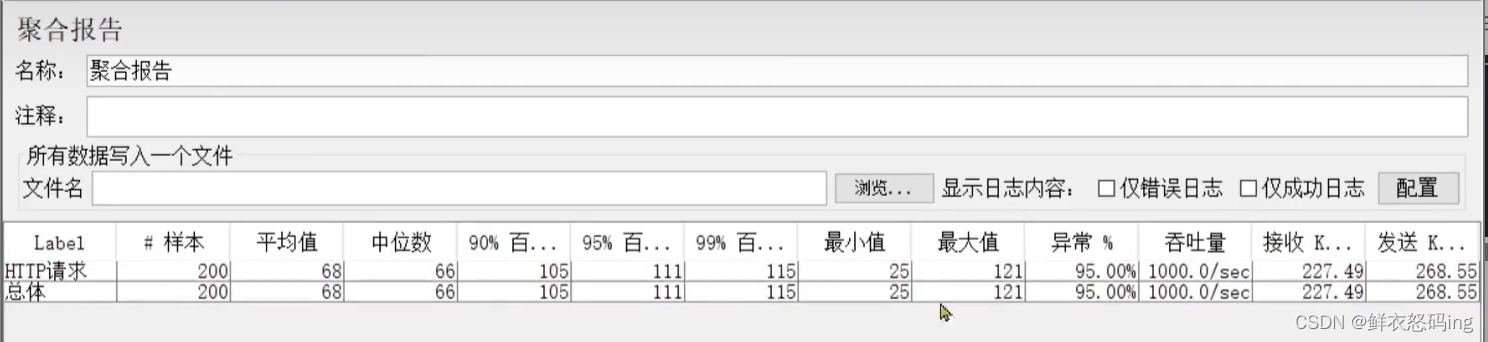 聚合报告
名称： 聚合报告
注释：
所有数据写入一个文件
文件名 浏览... 显示日志内容： 仅错误日志 仅成功日志 配置
Label # 样本 平均值 中位数 90% 百... 95% 百... 99% 百... 最小值 最大值 异常 % 吞吐量 接收 K... 发送 K...
HTTP请求 200 68 66 105 111 115 25 121 95.00% 1000.0/sec 227.49 268.55
总体 200 68 66 105 111 115 25 121 95.00% 1000.0/sec 227.49 268.55
CSDN @鲜衣怒码ing